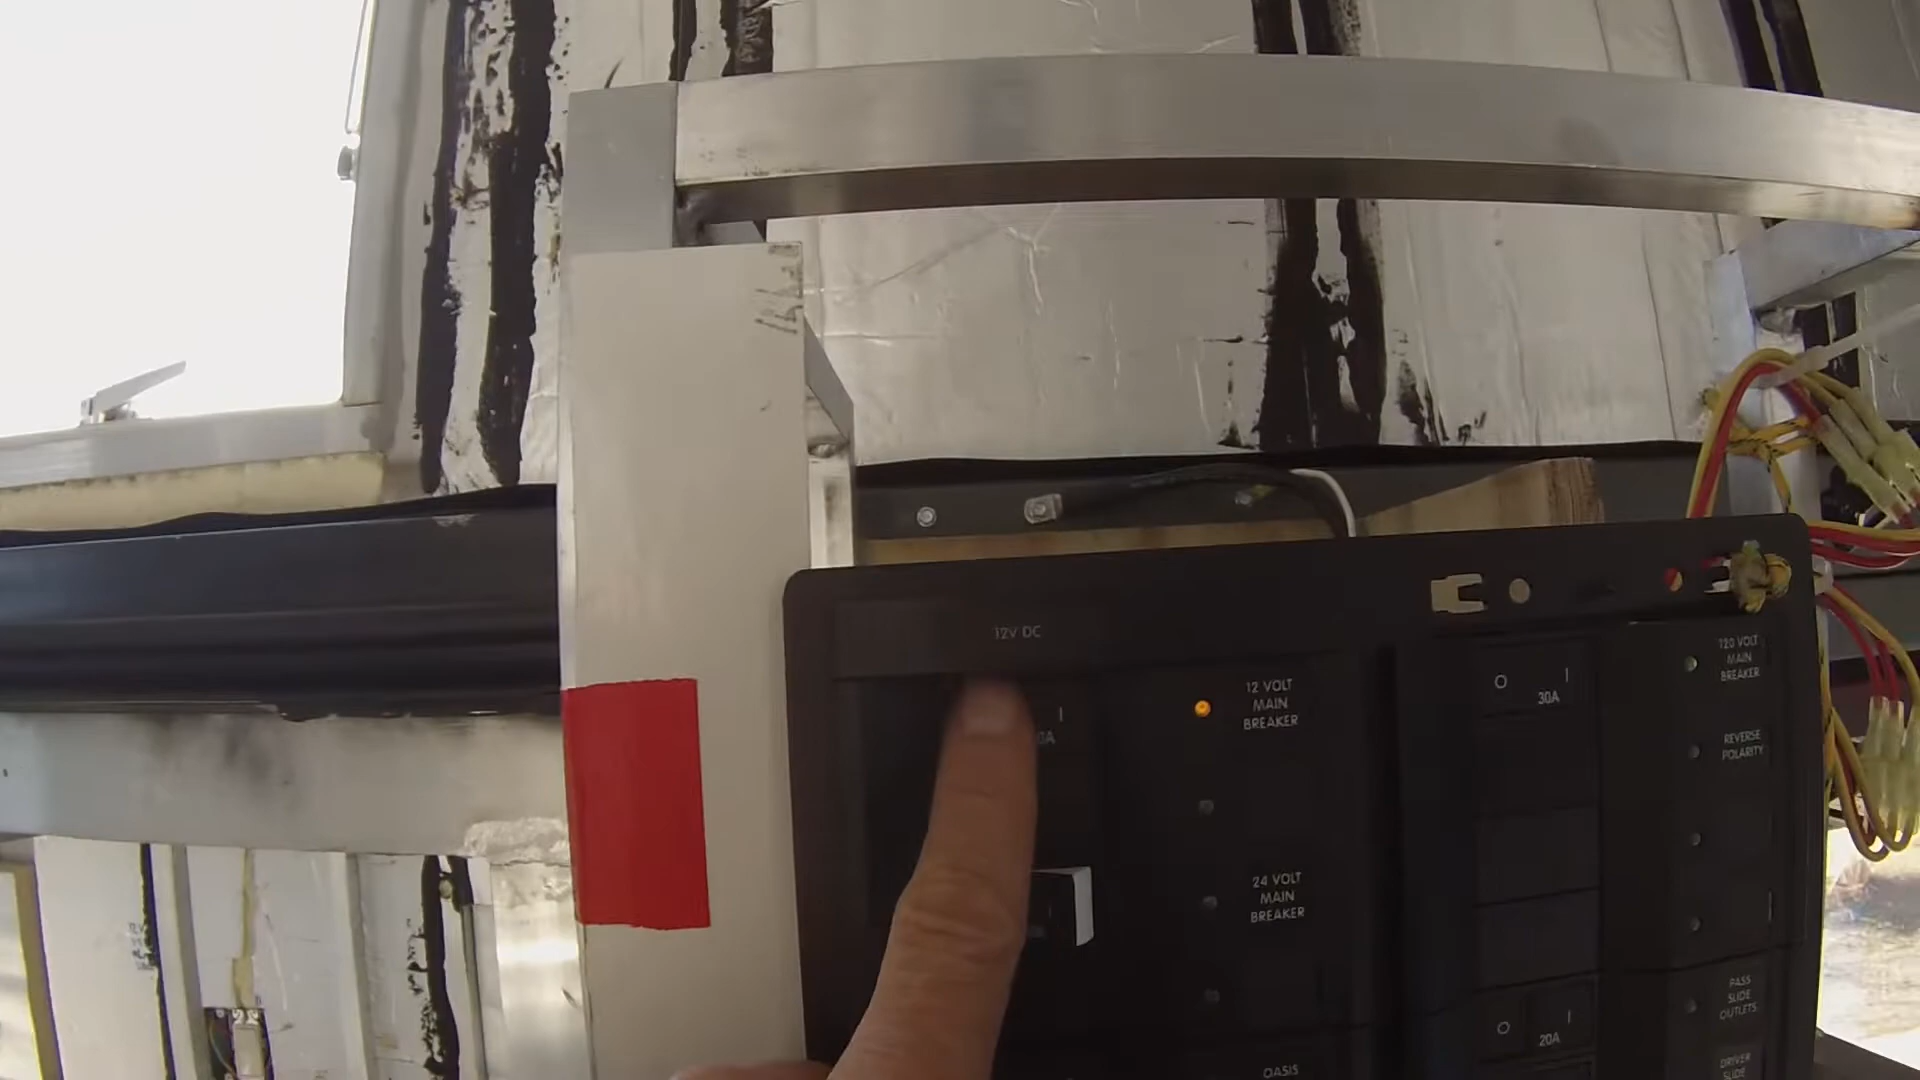 12V DC
12 VOLT
MAIN
BREAKER
24 VOLT
MAIN
BREAKER
OASIS
O
I
30A
O
I
20A
120 VOLT
MAIN
BREAKER
REVERSE
POLARITY
PASS
SLIDE
OUTLETS
DRIVER
SLIDE